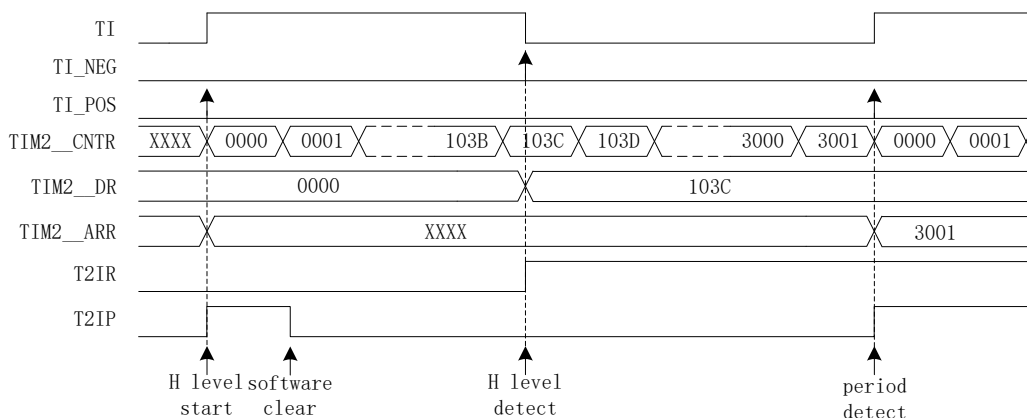 TI
TI_NEG
TI_POS
TIM2__CNTR XXXX 0000 0001 103B 103C 103D 3000 3001 0000 0001
TIM2__DR 0000 103C
TIM2__ARR XXXX 3001
T2IR
T2IP
H level start
software clear
H level detect
period detect